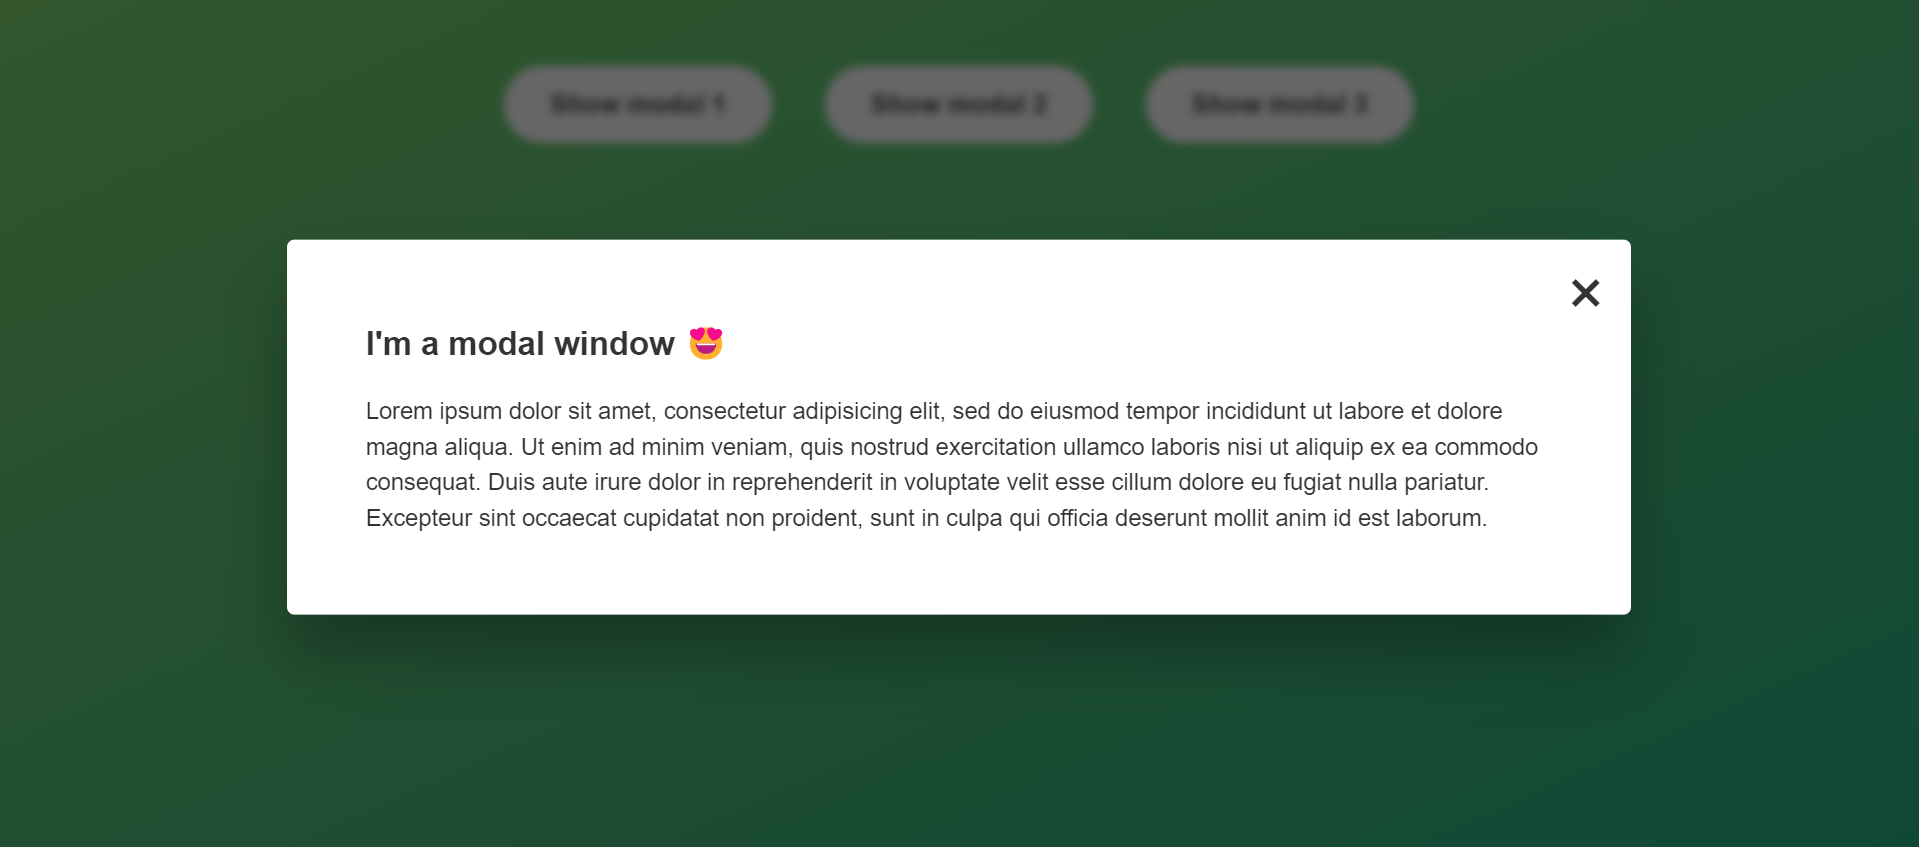 Show modal 1 Show modal 2 Show modal 3
×
I'm a modal window 😍
Lorem ipsum dolor sit amet, consectetur adipisicing elit, sed do eiusmod tempor incididunt ut labore et dolore
magna aliqua. Ut enim ad minim veniam, quis nostrud exercitation ullamco laboris nisi ut aliquip ex ea commodo
consequat. Duis aute irure dolor in reprehenderit in voluptate velit esse cillum dolore eu fugiat nulla pariatur.
Excepteur sint occaecat cupidatat non proident, sunt in culpa qui officia deserunt mollit anim id est laborum.